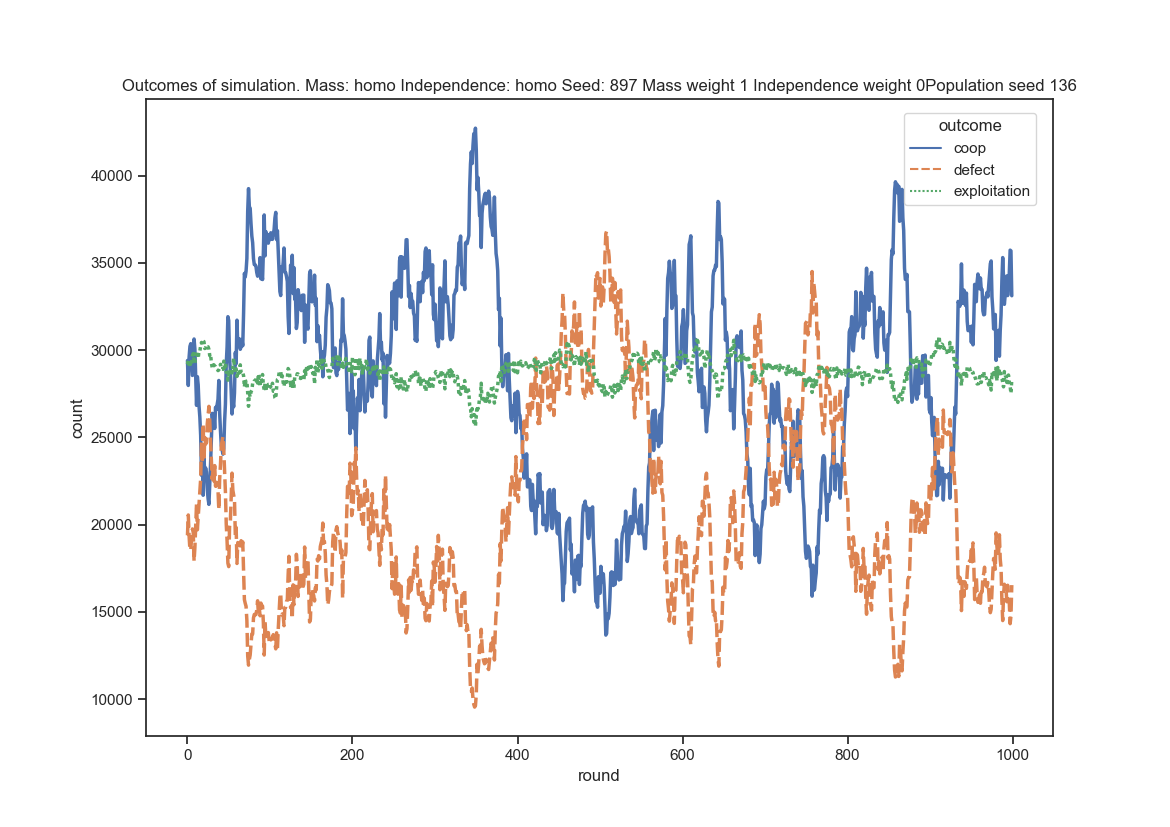 Outcomes of simulation. Mass: homo Independence: homo Seed: 897 Mass weight 1 Independence weight 0Population seed 136
outcome
coop
defect
exploitation
40000
35000
30000
25000
20000
15000
10000
count
0 200 400 600 800 1000
round